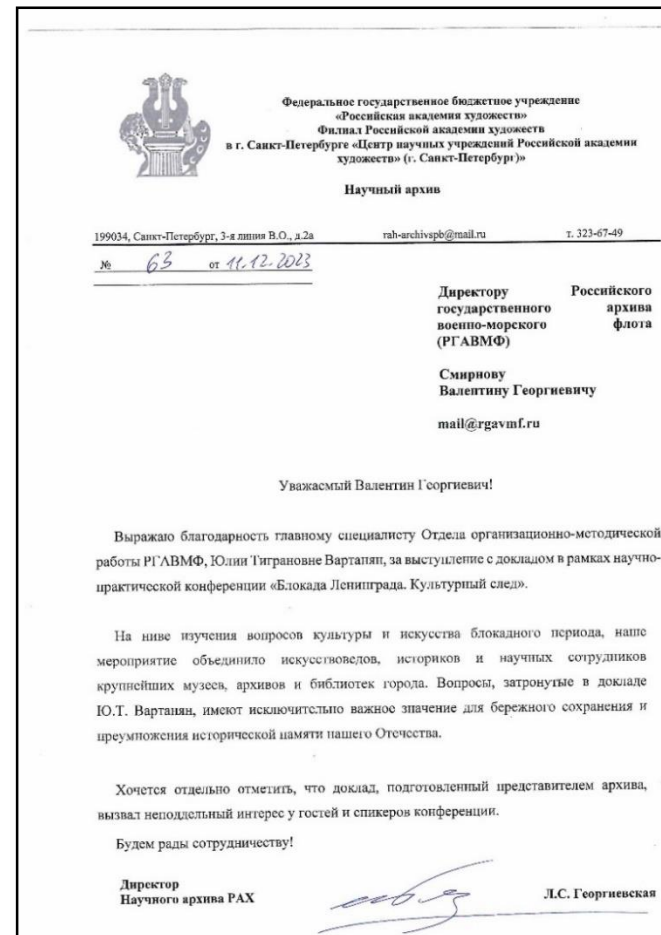 Федеральное государственное бюджетное учреждение
«Российская академия художеств»
Филиал Российской академии художеств
в г. Санкт-Петербурге «Центр научных учреждений Российской академии
художеств» (г. Санкт-Петербург)»
Научный архив
199034, Санкт-Петербург, 3-я линия В.О., д.2а rah-archivspb@mail.ru т. 323-67-49
№ 63 от 11.12.2023
Директору Российского
государственного архива
военно-морского флота
(РГАВМФ)
Смирнову
Валентину Георгиевичу
mail@rgavmf.ru
Уважаемый Валентин Георгиевич!
Выражаю благодарность главному специалисту Отдела организационно-методической
работы РГАВМФ, Юлии Тиграновне Вартанян, за выступление с докладом в рамках научно-
практической конференции «Блокада Ленинграда. Культурный след».
На ниве изучения вопросов культуры и искусства блокадного периода, наше
мероприятие объединило искусствоведов, историков и научных сотрудников
крупнейших музеев, архивов и библиотек города. Вопросы, затронутые в докладе
Ю.Т. Вартанян, имеют исключительно важное значение для бережного сохранения и
преумножения исторической памяти нашего Отечества.
Хочется отдельно отметить, что доклад, подготовленный представителем архива,
вызвал неподдельный интерес у гостей и спикеров конференции.
Будем рады сотрудничеству!
Директор
Научного архива РАХ Л.С. Георгиевская